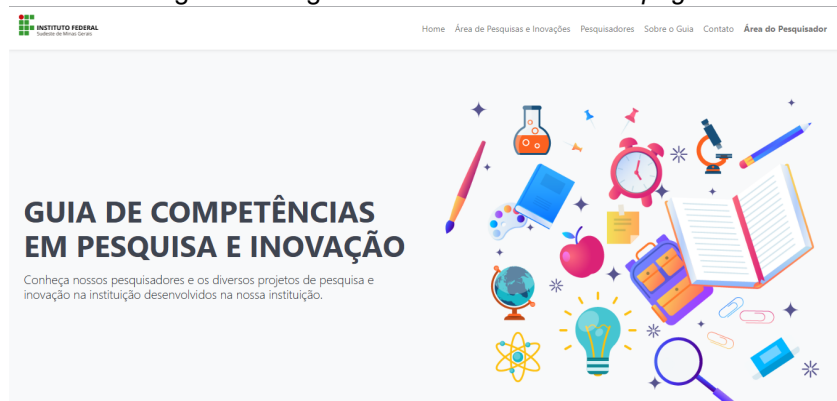 INSTITUTO FEDERAL
Sudeste de Minas Gerais
Home Área de Pesquisas e Inovações Pesquisadores Sobre o Guia Contato Área do Pesquisador
GUIA DE COMPETÊNCIAS
EM PESQUISA E INOVAÇÃO
Conheça nossos pesquisadores e os diversos projetos de pesquisa e
inovação na instituição desenvolvidos na nossa instituição.